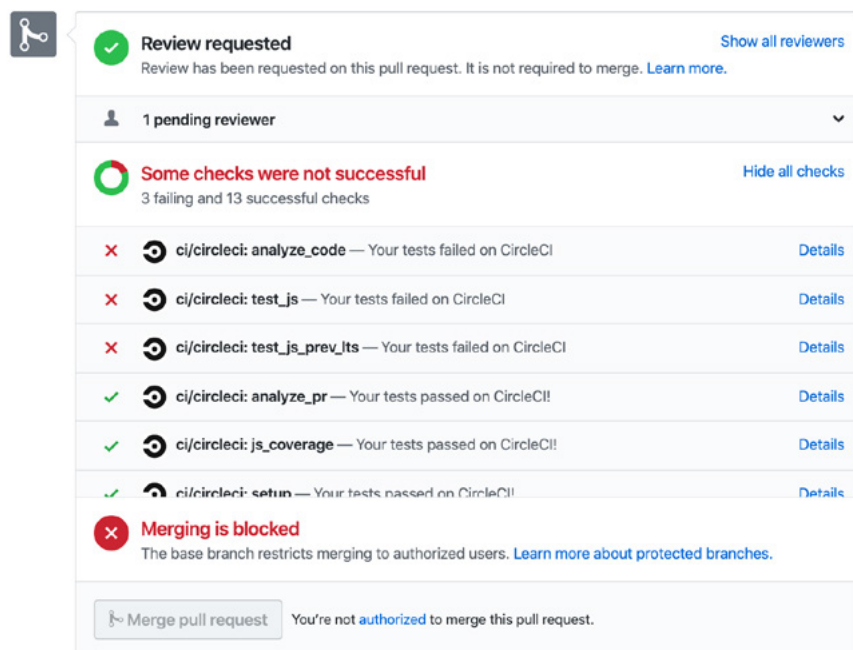 Review requested
Show all reviewers
Review has been requested on this pull request. It is not required to merge. Learn more.
1 pending reviewer
Some checks were not successful
Hide all checks
3 failing and 13 successful checks
ci/circleci: analyze_code — Your tests failed on CircleCI
Details
ci/circleci: test_js — Your tests failed on CircleCI
Details
ci/circleci: test_js_prev_lts — Your tests failed on CircleCI
Details
ci/circleci: analyze_pr — Your tests passed on CircleCI!
Details
ci/circleci: js_coverage — Your tests passed on CircleCI!
Details
ci/circleci: setup — Your tests passed on CircleCI!
Details
Merging is blocked
The base branch restricts merging to authorized users. Learn more about protected branches.
Merge pull request
You're not authorized to merge this pull request.